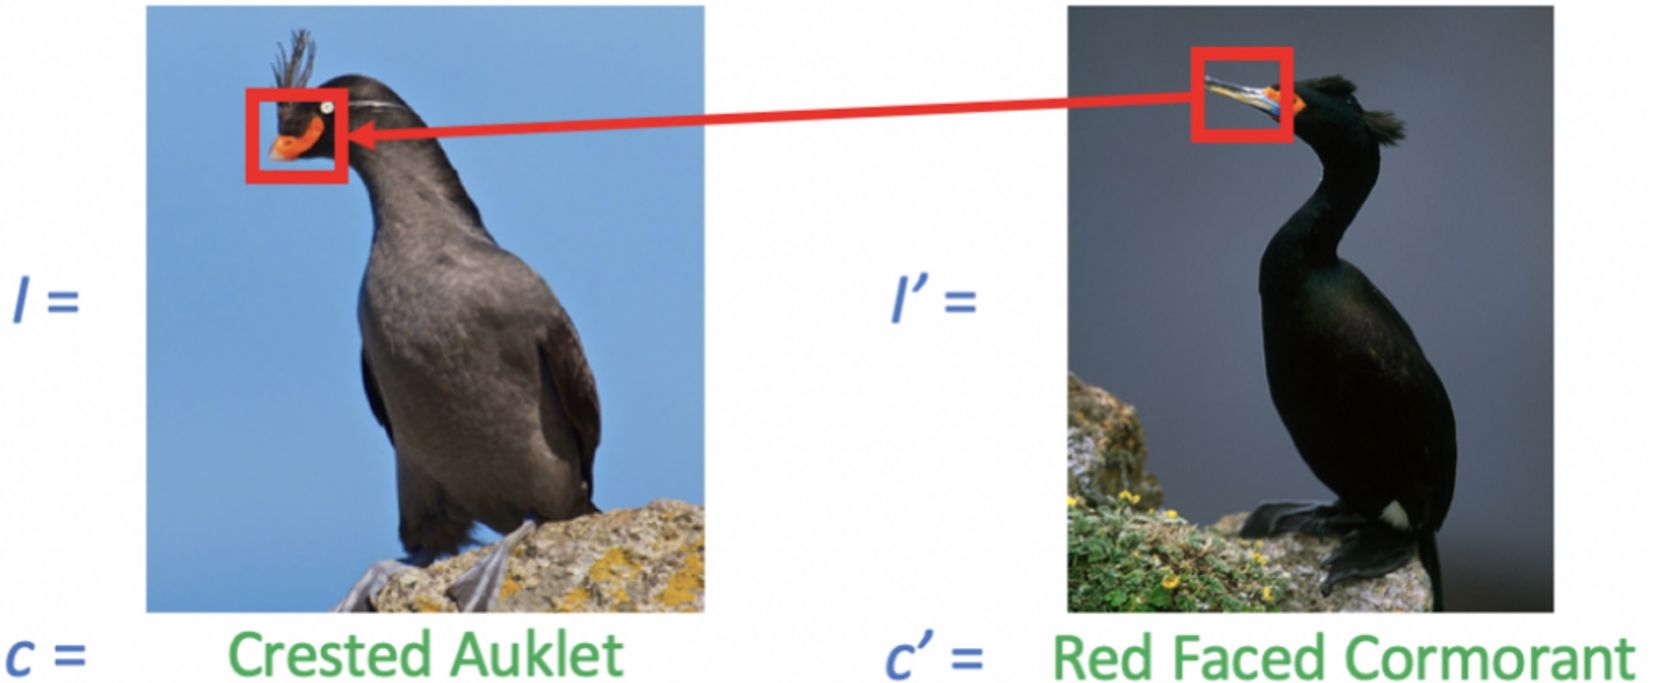 I =
I′ =
c =
Crested Auklet
c′ =
Red Faced Cormorant